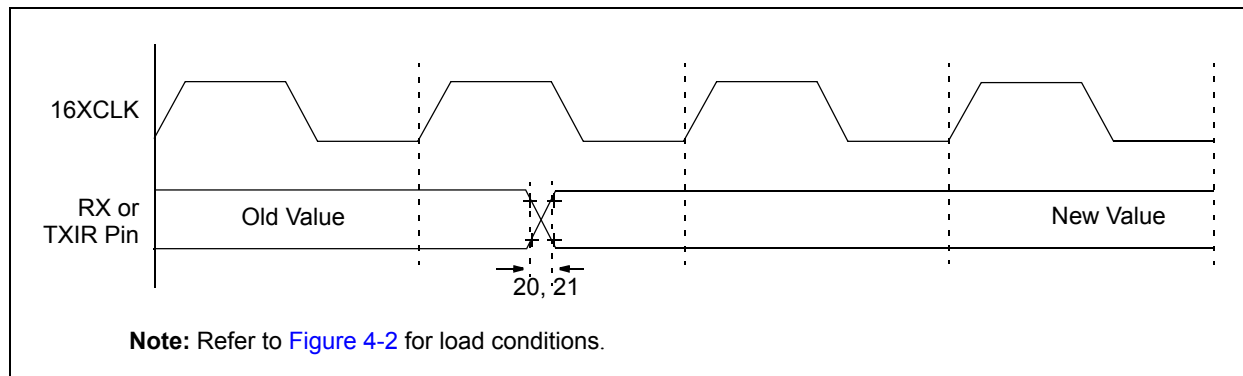 16XCLK
RX or
TXIR Pin
Old Value
New Value
20, 21
Note: Refer to Figure 4-2 for load conditions.